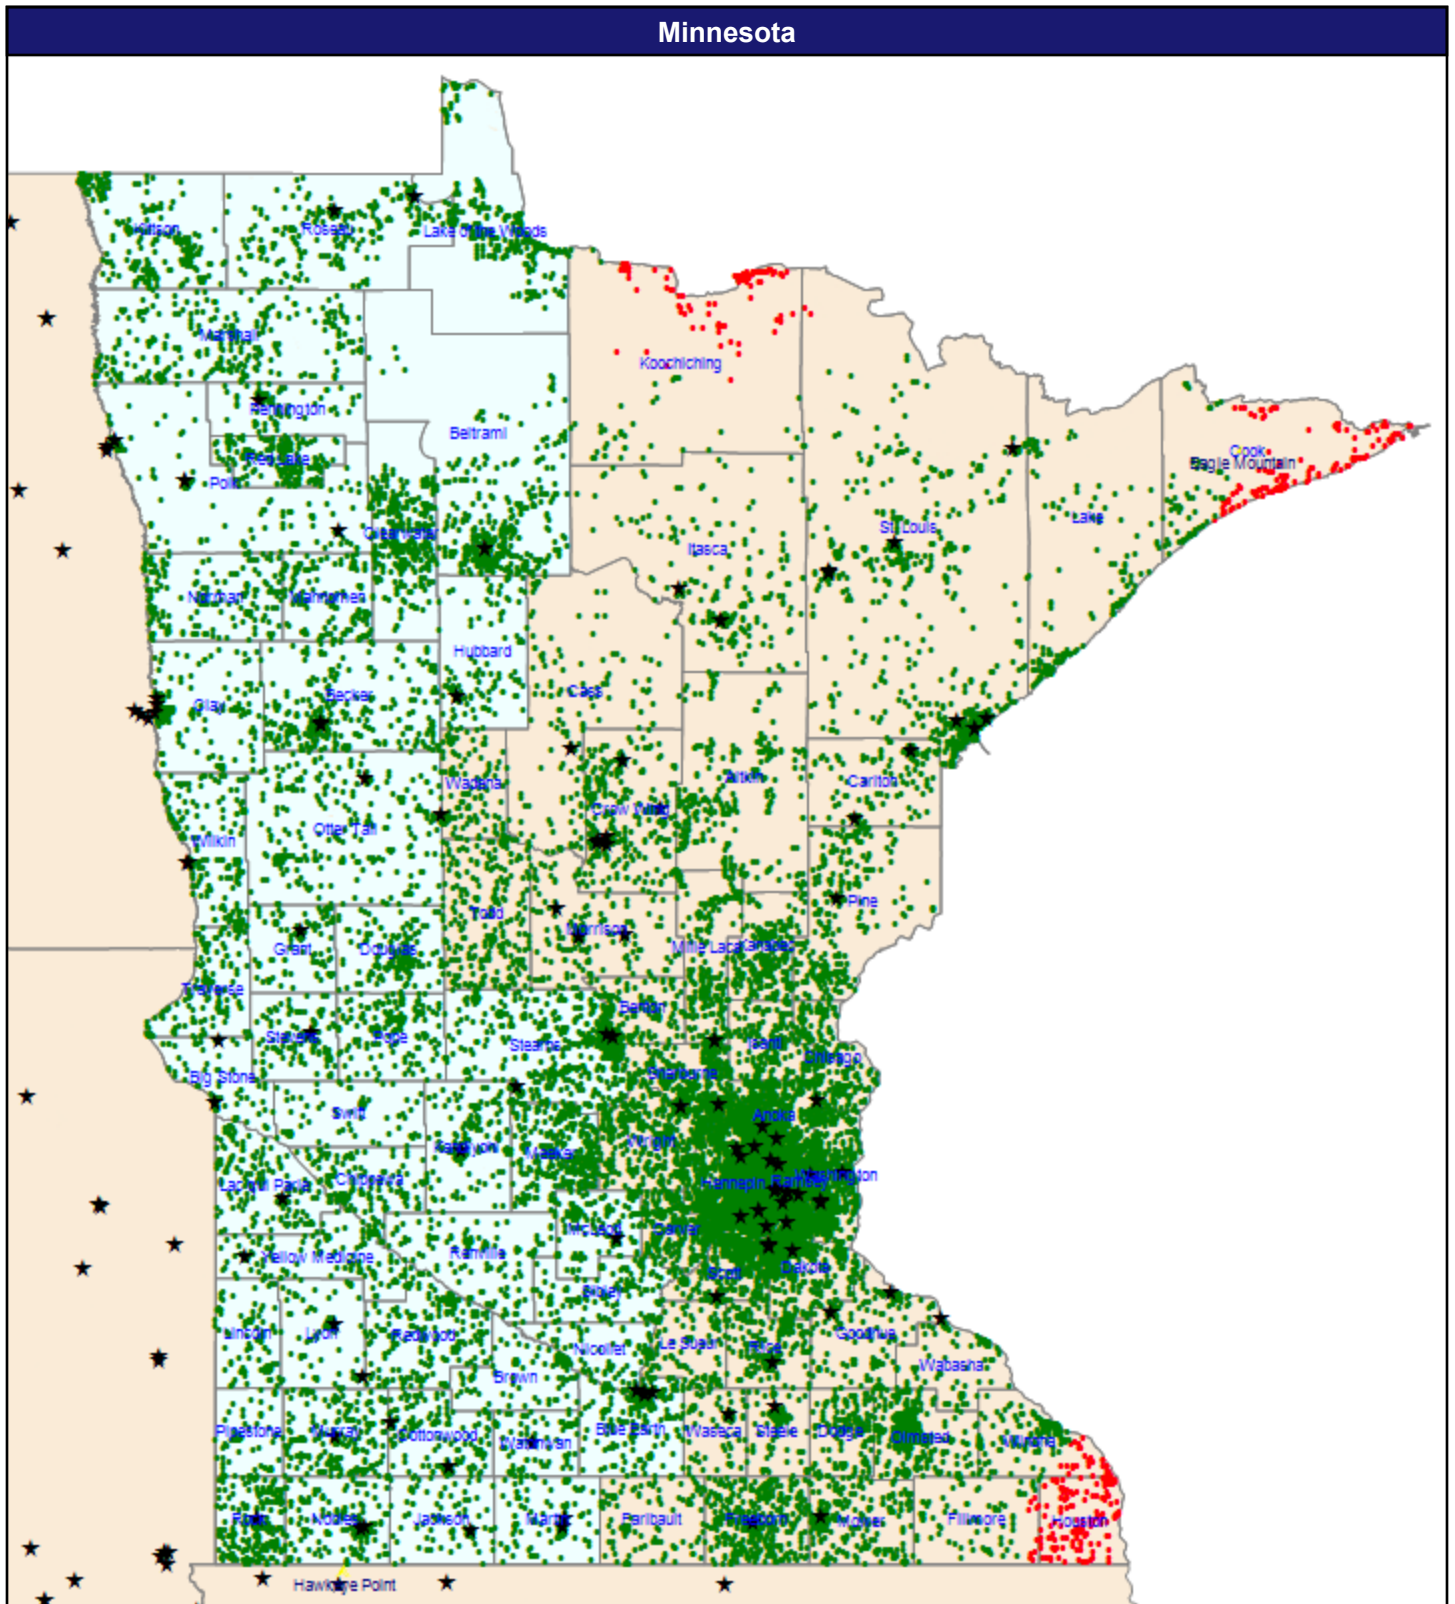 Minnesota
Kittson
Roseau
Lake of the Woods
Marshall
Koochiching
Pennington
Beltrami
Cook
Red Lake
Eagle Mountain
Polk
Lake
Clearwater
St. Louis
Itasca
Norman
Mahnomen
Hubbard
Becker
Cass
Clay
Wadena
Aitkin
Carlton
Crow Wing
Otter Tail
Wilkin
Pine
Todd
Morrison
Grant
Douglas
Mille Lacs
Kanabec
Traverse
Benton
Stevens
Pope
Stearns
Isanti
Chisago
Big Stone
Sherburne
Swift
Anoka
Wright
Kandiyohi
Meeker
Lac qui Parle
Chippewa
Hennepin
Ramsey
Washington
McLeod
Carver
Yellow Medicine
Renville
Scott
Dakota
Sibley
Lincoln
Lyon
Redwood
Nicollet
Le Sueur
Rice
Goodhue
Wabasha
Brown
Pipestone
Murray
Cottonwood
Watonwan
Blue Earth
Waseca
Steele
Dodge
Olmsted
Winona
Rock
Nobles
Jackson
Martin
Faribault
Freeborn
Mower
Fillmore
Houston
Hawkeye Point